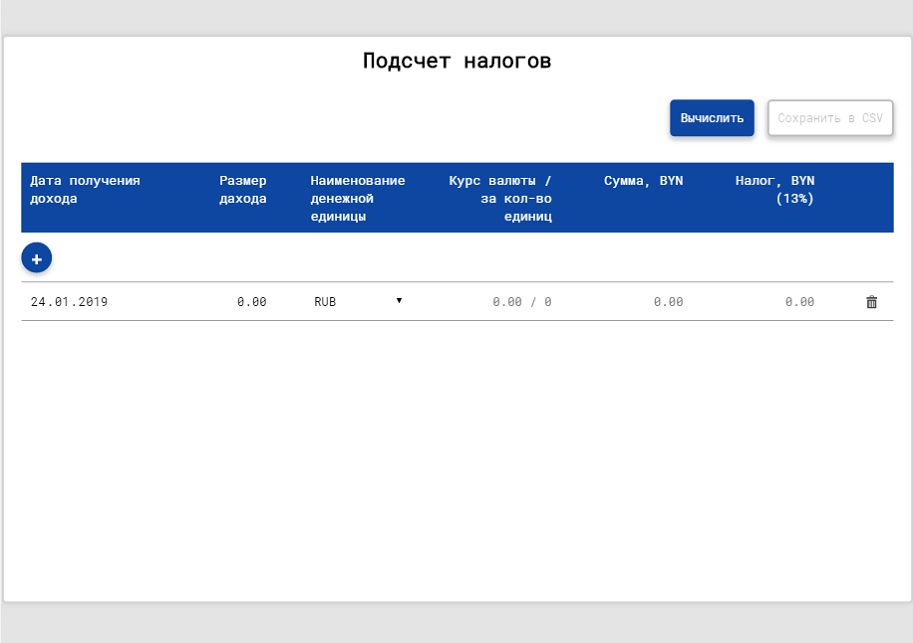 Подсчет налогов
Вычислить
Сохранить в CSV
Дата получения
дохода
Размер
дахода
Наименование
денежной
единицы
Курс валюты /
за кол-во
единиц
Сумма, BYN
Налог, BYN
(13%)
+
24.01.2019
0.00
RUB
0.00 / 0
0.00
0.00